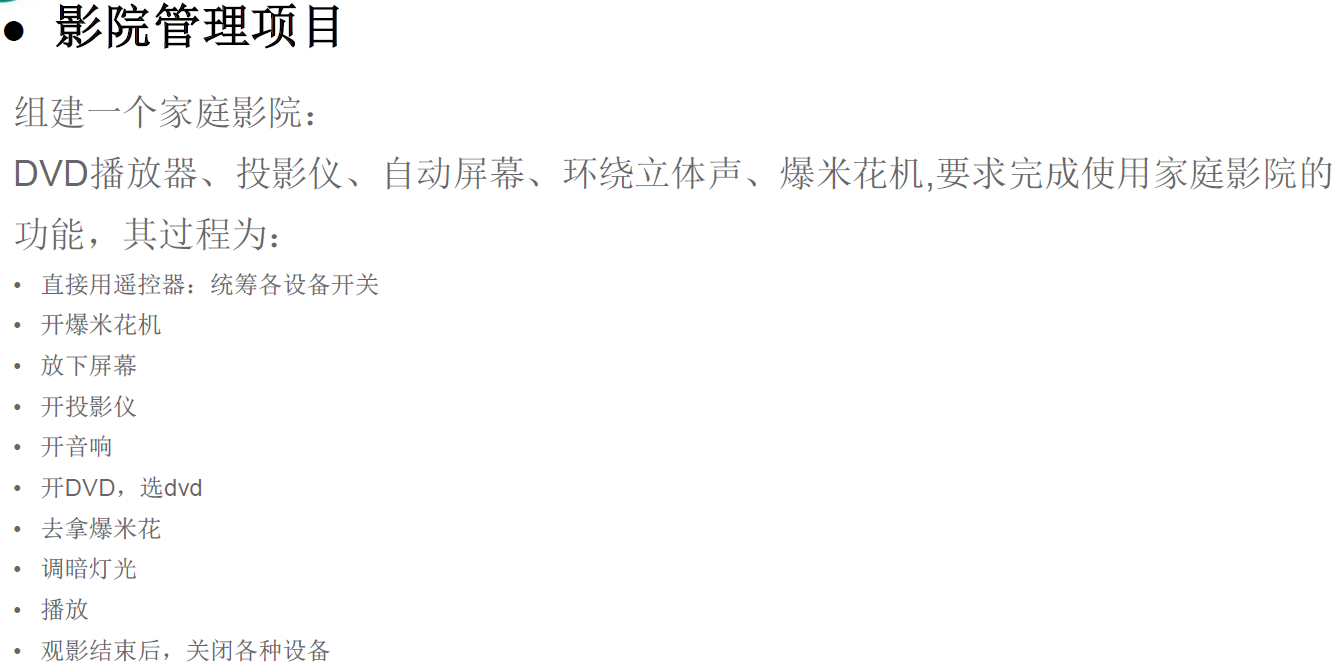 ● 影院管理项目
组建一个家庭影院：
DVD播放器、投影仪、自动屏幕、环绕立体声、爆米花机,要求完成使用家庭影院的
功能，其过程为：
• 直接用遥控器：统筹各设备开关
• 开爆米花机
• 放下屏幕
• 开投影仪
• 开音响
• 开DVD，选dvd
• 去拿爆米花
• 调暗灯光
• 播放
• 观影结束后，关闭各种设备